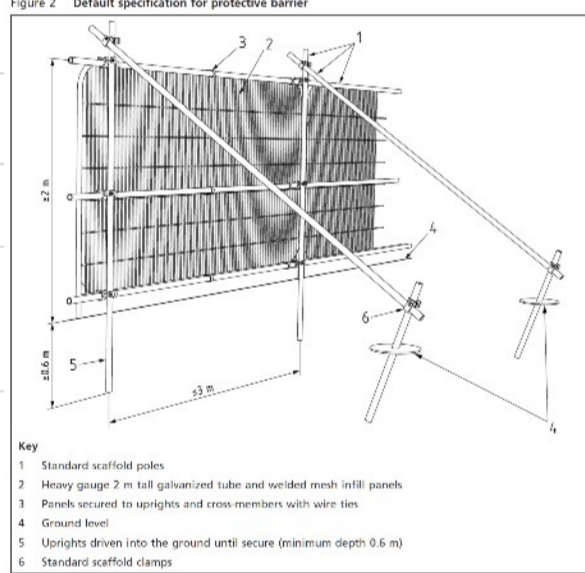 Figure 2 Default specification for protective barrier
3
2
1
≥2 m
4
6
5
≥0.6 m
≤3 m
4
Key
1 Standard scaffold poles
2 Heavy gauge 2 m tall galvanized tube and welded mesh infill panels
3 Panels secured to uprights and cross-members with wire ties
4 Ground level
5 Uprights driven into the ground until secure (minimum depth 0.6 m)
6 Standard scaffold clamps